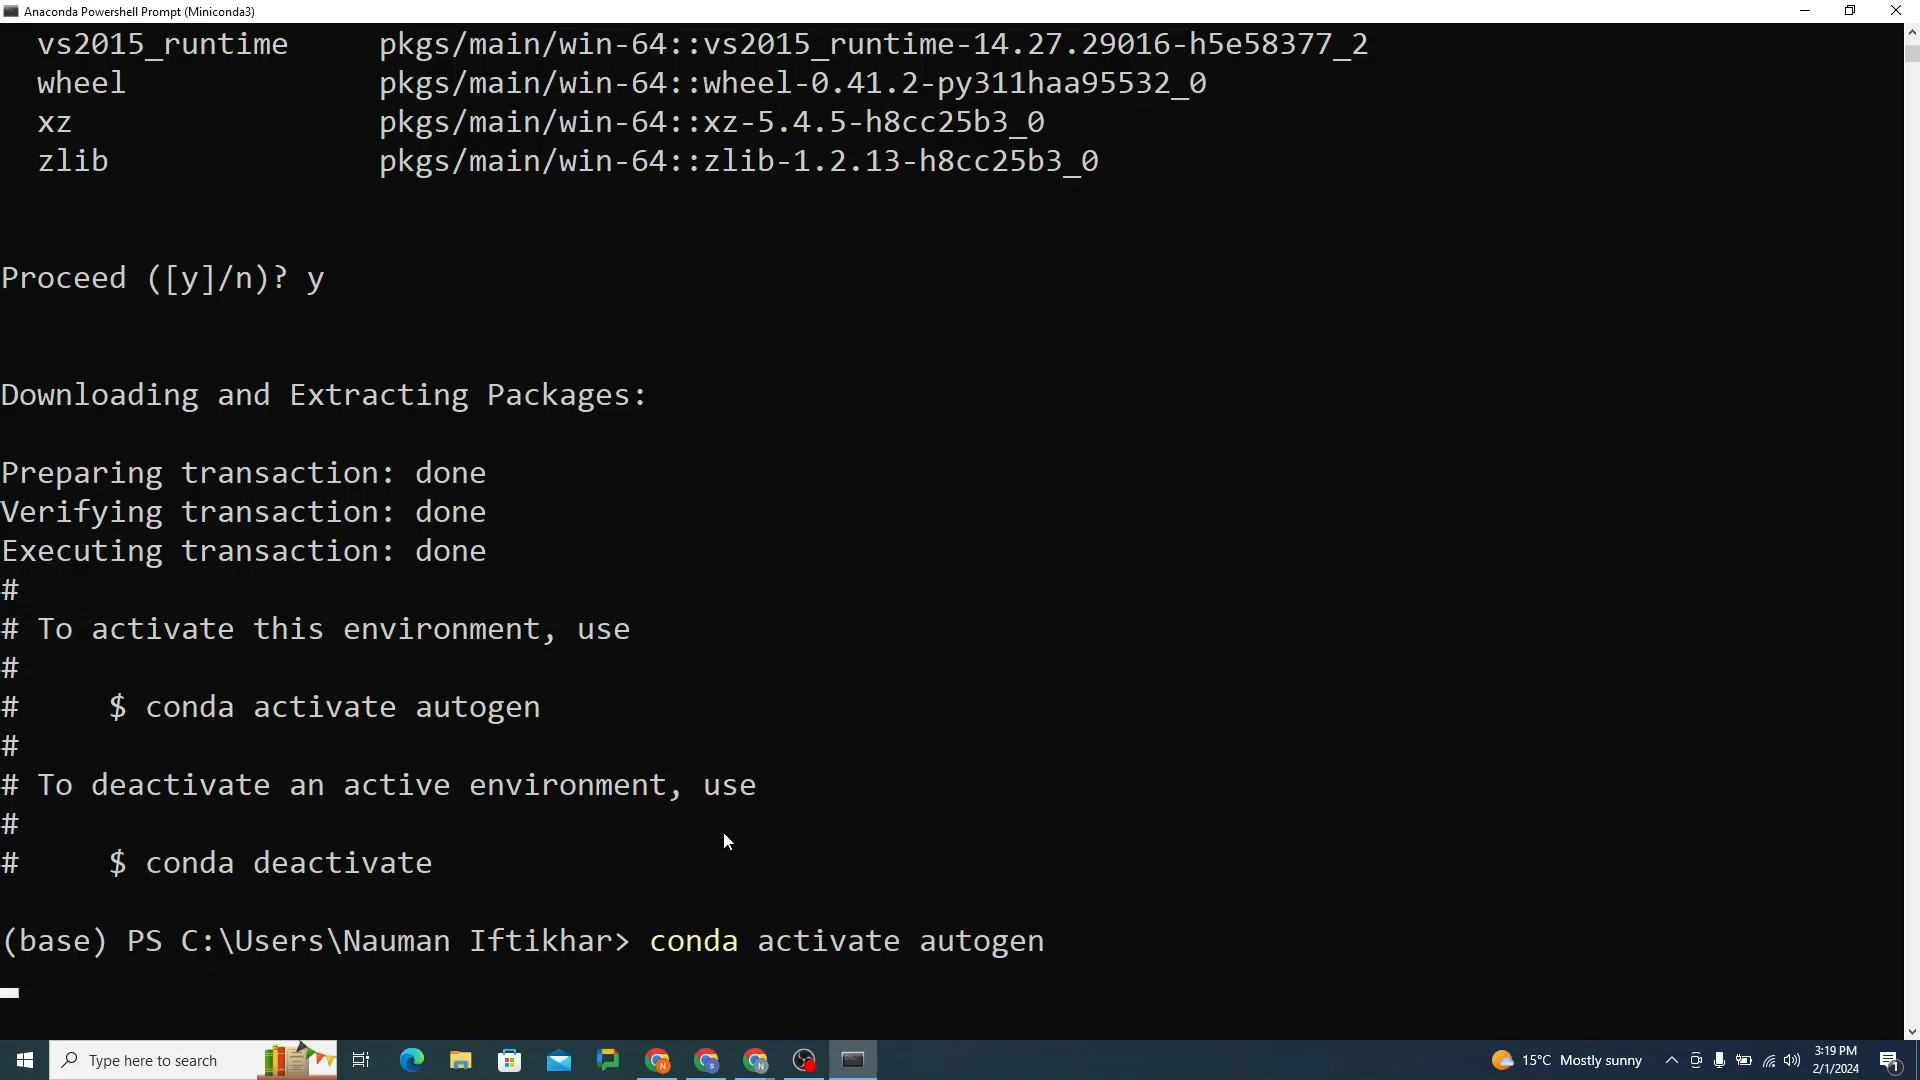 Anaconda Powershell Prompt (Miniconda3)
vs2015_runtime pkgs/main/win-64::vs2015_runtime-14.27.29016-h5e58377_2
wheel pkgs/main/win-64::wheel-0.41.2-py311haa95532_0
xz pkgs/main/win-64::xz-5.4.5-h8cc25b3_0
zlib pkgs/main/win-64::zlib-1.2.13-h8cc25b3_0
Proceed ([y]/n)? y
Downloading and Extracting Packages:
Preparing transaction: done
Verifying transaction: done
Executing transaction: done
#
# To activate this environment, use
#
# $ conda activate autogen
#
# To deactivate an active environment, use
#
# $ conda deactivate
(base) PS C:\Users\Nauman Iftikhar> conda activate autogen
Type here to search
15°C Mostly sunny
3:19 PM
2/1/2024
1